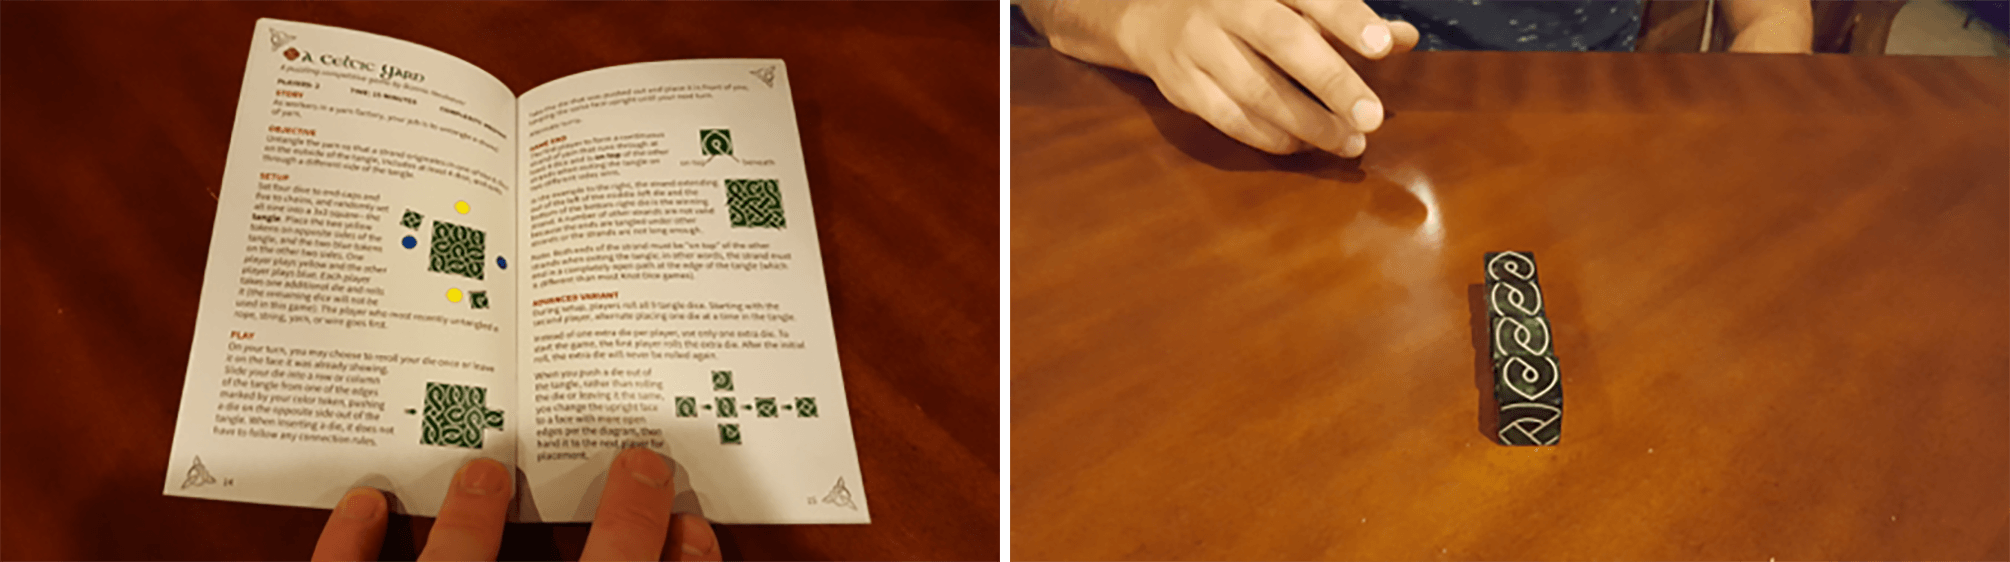 A Celtic Yarn
A puzzling competitive game by
PLAYERS: 2 TIME: 15 MINUTES COMPLEXITY:
STORY
As workers in a yarn factory, your job is to untangle a strand
of yarn.
OBJECTIVE
Untangle the yarn so that a strand originates in one of
on the outside of the tangle, includes at least 4 dice, and exits
through a different side of the tangle.
SETUP
Set four dice to end-caps and
five to chains, and randomly set
all nine into a 3x3 square—the
tangle. Place the two yellow
tokens on opposite sides of the
tangle, and the two blue tokens
on the other two sides. One
player plays yellow and the other
player plays blue. Each player
takes one additional die and rolls
it (the remaining dice will not be
used in this game). The player who most recently untangled a
rope, string, yarn, or wire goes first.
PLAY
On your turn, you may choose to reroll your die once or leave
it on the face it was already showing.
Slide your die into a row or column
of the tangle from one of the edges
marked by your color token, pushing
a die on the opposite side out of the
tangle. When inserting a die, it does not
have to follow any connection rules.
14
Take the die that was pushed out and place it in front of you,
keeping the same face upright until your next turn.
Alternate turns.
GAME END
The first player to form a continuous
strand of yarn that runs through at
least 4 dice and is on top of the other
strands when exiting the tangle on
two different sides wins.
on top beneath
In the example to the right, the strand extending
out of the left of the middle left die and the
bottom of the bottom right die is the winning
strand. A number of other strands are not valid
because the ends are tangled under other
strands or the strands are not long enough.
Note: Both ends of the strand must be "on top" of the other
strands when exiting the tangle; in other words, the strand must
end in a completely open path at the edge of the tangle (which
is different than most Knot Dice games).
ADVANCED VARIANT
During setup, players roll all 9 tangle dice. Starting with the
second player, alternate placing one die at a time in the tangle.
Instead of one extra die per player, use only one extra die. To
start the game, the first player rolls the extra die. After the initial
roll, the extra die will never be rolled again.
When you push a die out of
the tangle, rather than rolling
the die or leaving it the same,
you change the upright face
to a face with more open
edges per the diagram, then
hand it to the next player for
placement.
15